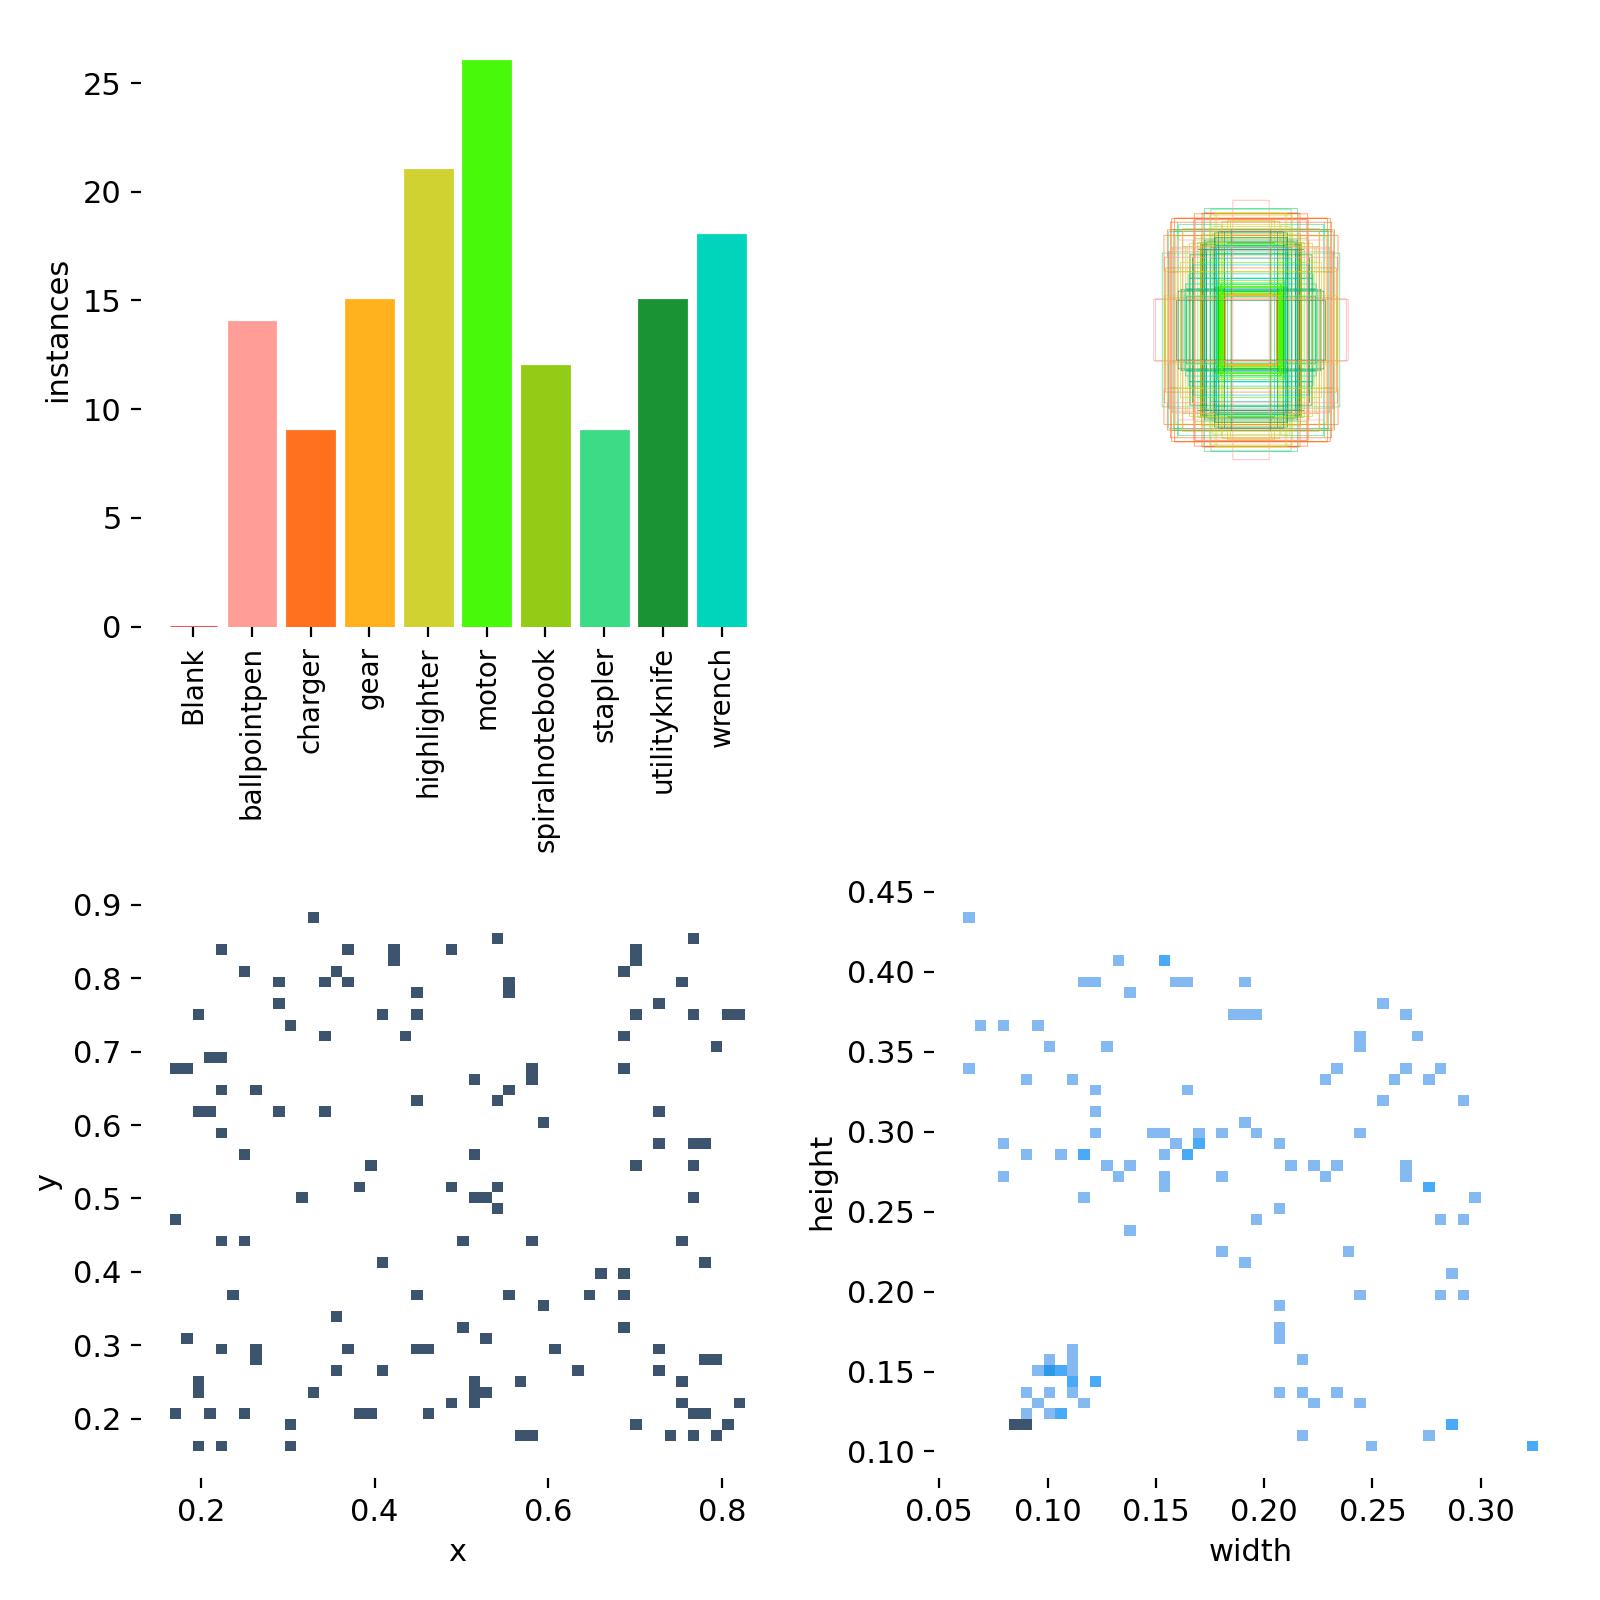 instances
25
20
15
10
5
0
Blank
ballpointpen
charger
gear
highlighter
motor
spiralnotebook
stapler
utilityknife
wrench
y
0.9
0.8
0.7
0.6
0.5
0.4
0.3
0.2
0.2 0.4 0.6 0.8
x
height
0.45
0.40
0.35
0.30
0.25
0.20
0.15
0.10
0.05 0.10 0.15 0.20 0.25 0.30
width